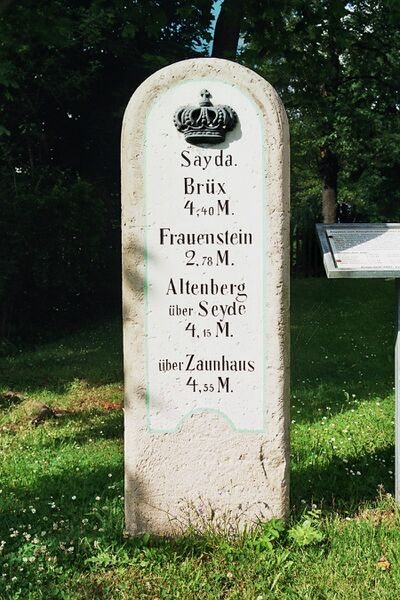 Sayda.
Brüx
4,40 M.
Frauenstein
2,78 M.
Altenberg
über Seyde
4,15 M.
über Zaunhaus
4,55 M.